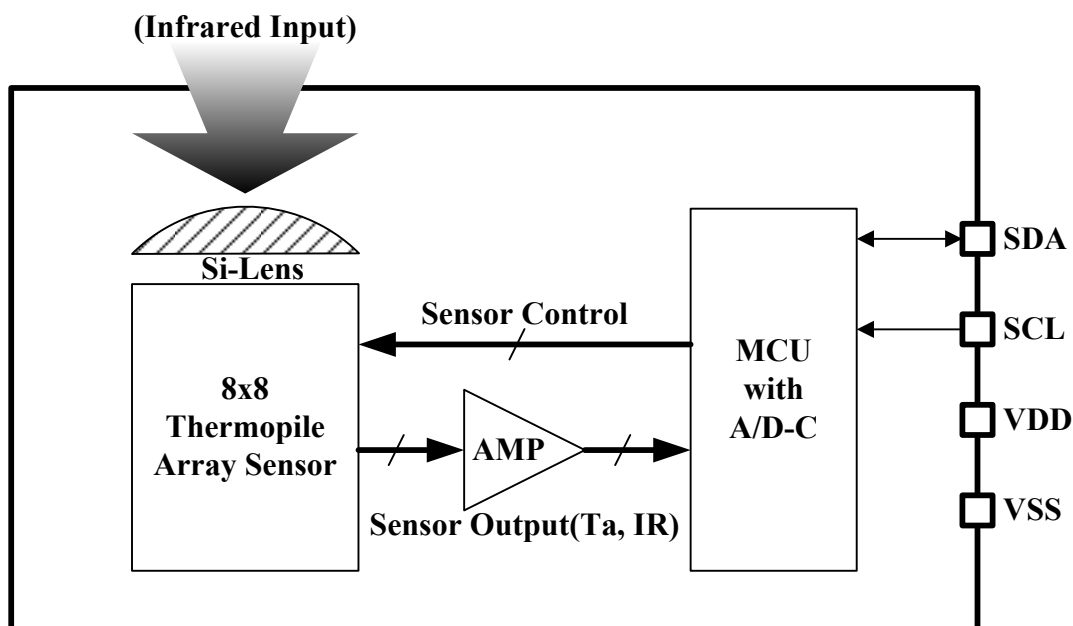 (Infrared Input)
Si-Lens
8x8
Thermopile
Array Sensor
Sensor Control
AMP
Sensor Output(Ta, IR)
MCU
with
A/D-C
SDA
SCL
VDD
VSS